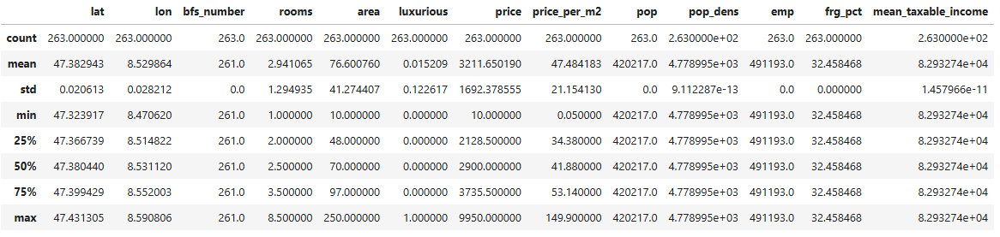 lat lon bfs_number rooms area luxurious price price_per_m2 pop pop_dens emp frg_pct mean_taxable_income
count 263.000000 263.000000 263.0 263.000000 263.000000 263.000000 263.000000 263.000000 263.0 2.630000e+02 263.0 263.000000 2.630000e+02
mean 47.382943 8.529864 261.0 2.941065 76.600760 0.015209 3211.650190 47.484183 420217.0 4.778995e+03 491193.0 32.458468 8.293274e+04
std 0.020613 0.028212 0.0 1.294935 41.274407 0.122617 1692.378555 21.154130 0.0 9.112287e-13 0.0 0.000000 1.457966e-11
min 47.323917 8.470620 261.0 1.000000 10.000000 0.000000 10.000000 0.050000 420217.0 4.778995e+03 491193.0 32.458468 8.293274e+04
25% 47.366739 8.514822 261.0 2.000000 48.000000 0.000000 2128.500000 34.380000 420217.0 4.778995e+03 491193.0 32.458468 8.293274e+04
50% 47.380440 8.531120 261.0 2.500000 70.000000 0.000000 2900.000000 41.880000 420217.0 4.778995e+03 491193.0 32.458468 8.293274e+04
75% 47.399429 8.552003 261.0 3.500000 97.000000 0.000000 3735.500000 53.140000 420217.0 4.778995e+03 491193.0 32.458468 8.293274e+04
max 47.431305 8.590806 261.0 8.500000 250.000000 1.000000 9950.000000 149.900000 420217.0 4.778995e+03 491193.0 32.458468 8.293274e+04